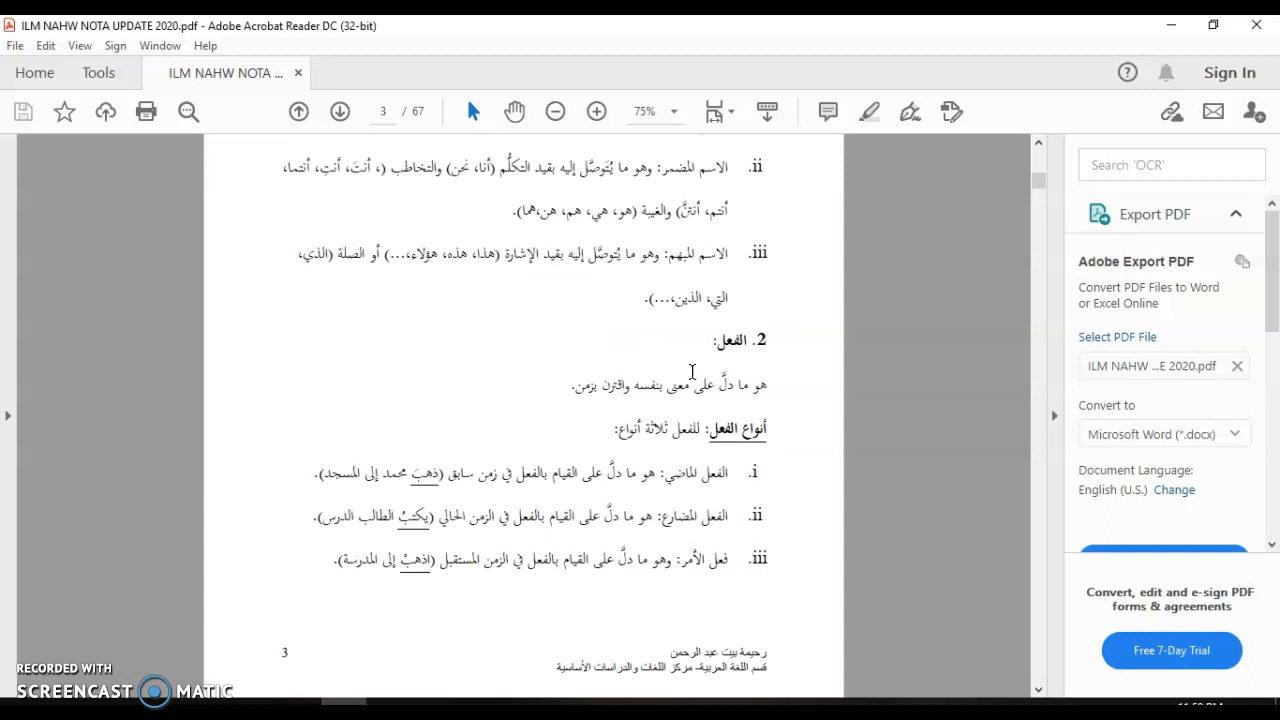 ILM NAHW NOTA UPDATE 2020.pdf - Adobe Acrobat Reader DC (32-bit)
File Edit View Sign Window Help
Home Tools ILM NAHW NOTA ... ×
Sign In
3 / 67
75%
ii. الاسم المضمر: وهو ما يُتَوصَّل إليه بقيد التكلُّم (أنا، نحن) والتخاطب (، أنتَ، أنتِ، أنتما،
أنتم، أنتنَّ) والغيبة (هو، هي، هم، هن،هما).
iii. الاسم المبهم: وهو ما يُتوصَّل إليه بقيد الإشارة (هذا، هذه، هؤلاء،...) أو الصلة (الذي،
التي، الذين،...).
2. الفعل:
هو ما دلَّ على معنى بنفسه واقترن بزمن.
أنواع الفعل: للفعل ثلاثة أنواع:
i. الفعل الماضي: هو ما دلَّ على القيام بالفعل في زمن سابق (ذهبَ محمد إلى المسجد).
ii. الفعل المضارع: هو ما دلَّ على القيام بالفعل في الزمن الحالي (يكتبُ الطالب الدرس).
iii. فعل الأمر: وهو ما دلَّ على القيام بالفعل في الزمن المستقبل (اذهبْ إلى المدرسة).
رحيمة بيت عبد الرحمن
قسم اللغة العربية- مركز اللغات والدراسات الأساسية
3
Search 'OCR'
Export PDF
Adobe Export PDF
Convert PDF Files to Word
or Excel Online
Select PDF File
ILM NAHW ...E 2020.pdf
Convert to
Microsoft Word (*.docx)
Document Language:
English (U.S.) Change
Convert, edit and e-sign PDF
forms & agreements
Free 7-Day Trial
RECORDED WITH
SCREENCAST MATIC